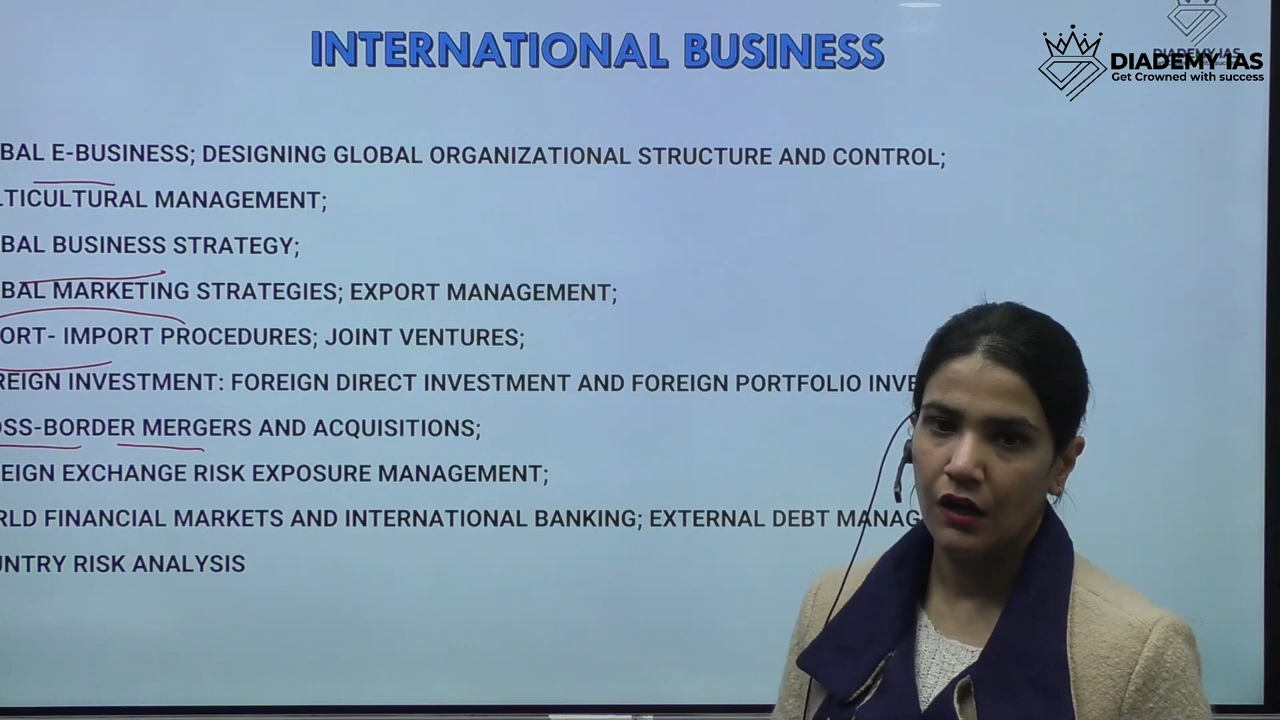 INTERNATIONAL BUSINESS
DIADEMY IAS
Get Crowned with success
BAL E-BUSINESS; DESIGNING GLOBAL ORGANIZATIONAL STRUCTURE AND CONTROL;
LTICULTURAL MANAGEMENT;
BAL BUSINESS STRATEGY;
BAL MARKETING STRATEGIES; EXPORT MANAGEMENT;
ORT- IMPORT PROCEDURES; JOINT VENTURES;
REIGN INVESTMENT: FOREIGN DIRECT INVESTMENT AND FOREIGN PORTFOLIO INVE
OSS-BORDER MERGERS AND ACQUISITIONS;
EIGN EXCHANGE RISK EXPOSURE MANAGEMENT;
RLD FINANCIAL MARKETS AND INTERNATIONAL BANKING; EXTERNAL DEBT MANAG
UNTRY RISK ANALYSIS